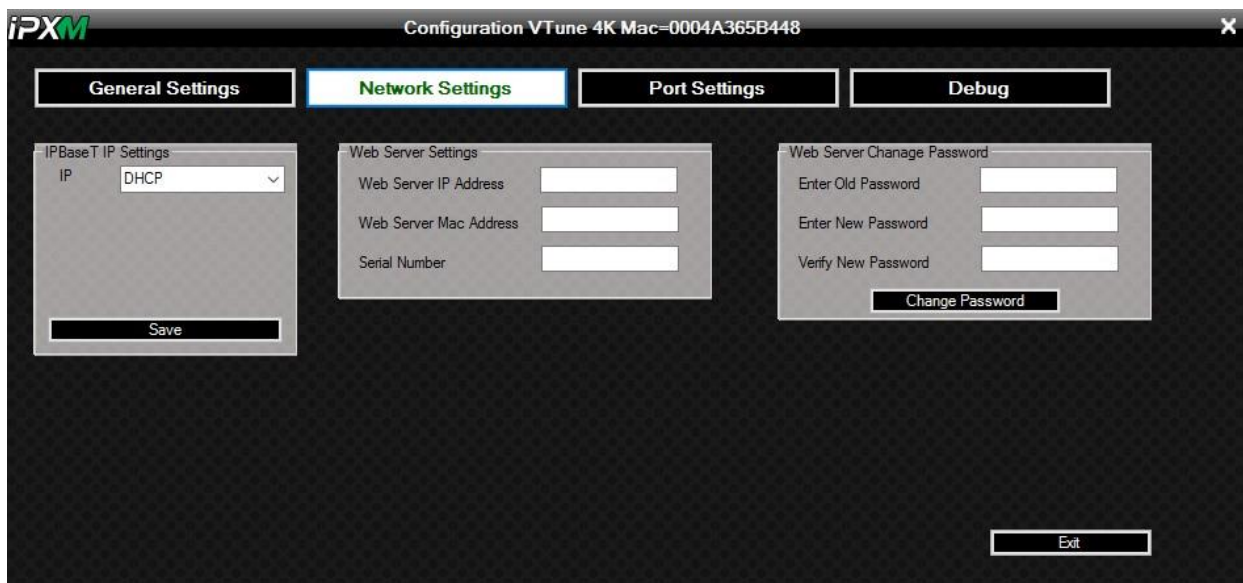 iPXM
Configuration VTune 4K Mac=0004A365B448
X
General Settings
Network Settings
Port Settings
Debug
IPBaseT IP Settings
IP
DHCP
Save
Web Server Settings
Web Server IP Address
Web Server Mac Address
Serial Number
Web Server Chanage Password
Enter Old Password
Enter New Password
Verify New Password
Change Password
Exit